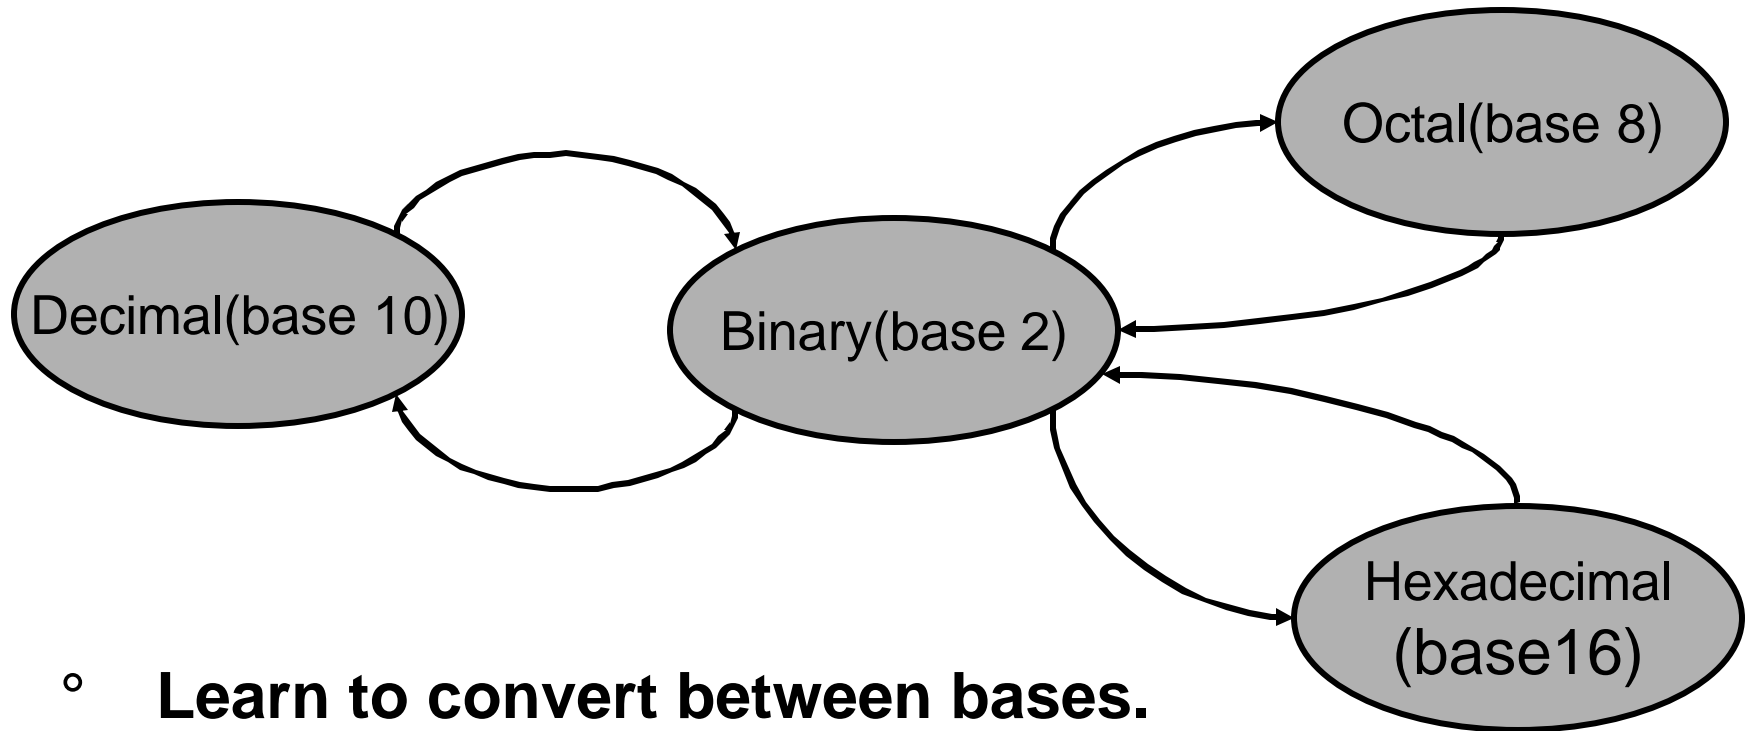 Octal(base 8)
Decimal(base 10)
Binary(base 2)
Hexadecimal
(base16)
° Learn to convert between bases.